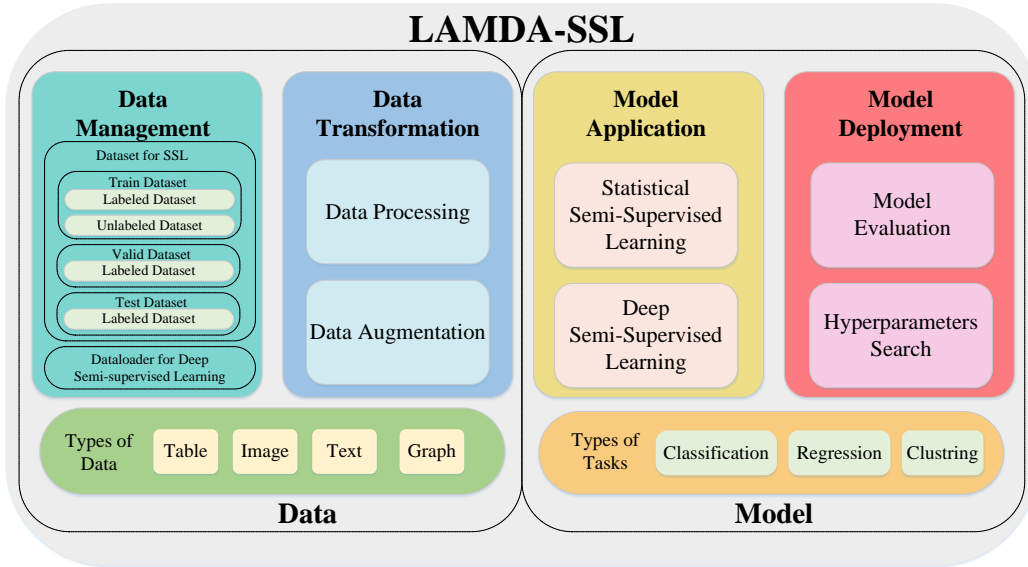 LAMDA-SSL
Data
Management
Dataset for SSL
Train Dataset
Labeled Dataset
Unlabeled Dataset
Valid Dataset
Labeled Dataset
Test Dataset
Labeled Dataset
Dataloader for Deep
Semi-supervised Learning
Data
Transformation
Data Processing
Data Augmentation
Types of
Data
Table
Image
Text
Graph
Data
Model
Application
Statistical
Semi-Supervised
Learning
Deep
Semi-Supervised
Learning
Model
Deployment
Model
Evaluation
Hyperparameters
Search
Types of
Tasks
Classification
Regression
Clustring
Model